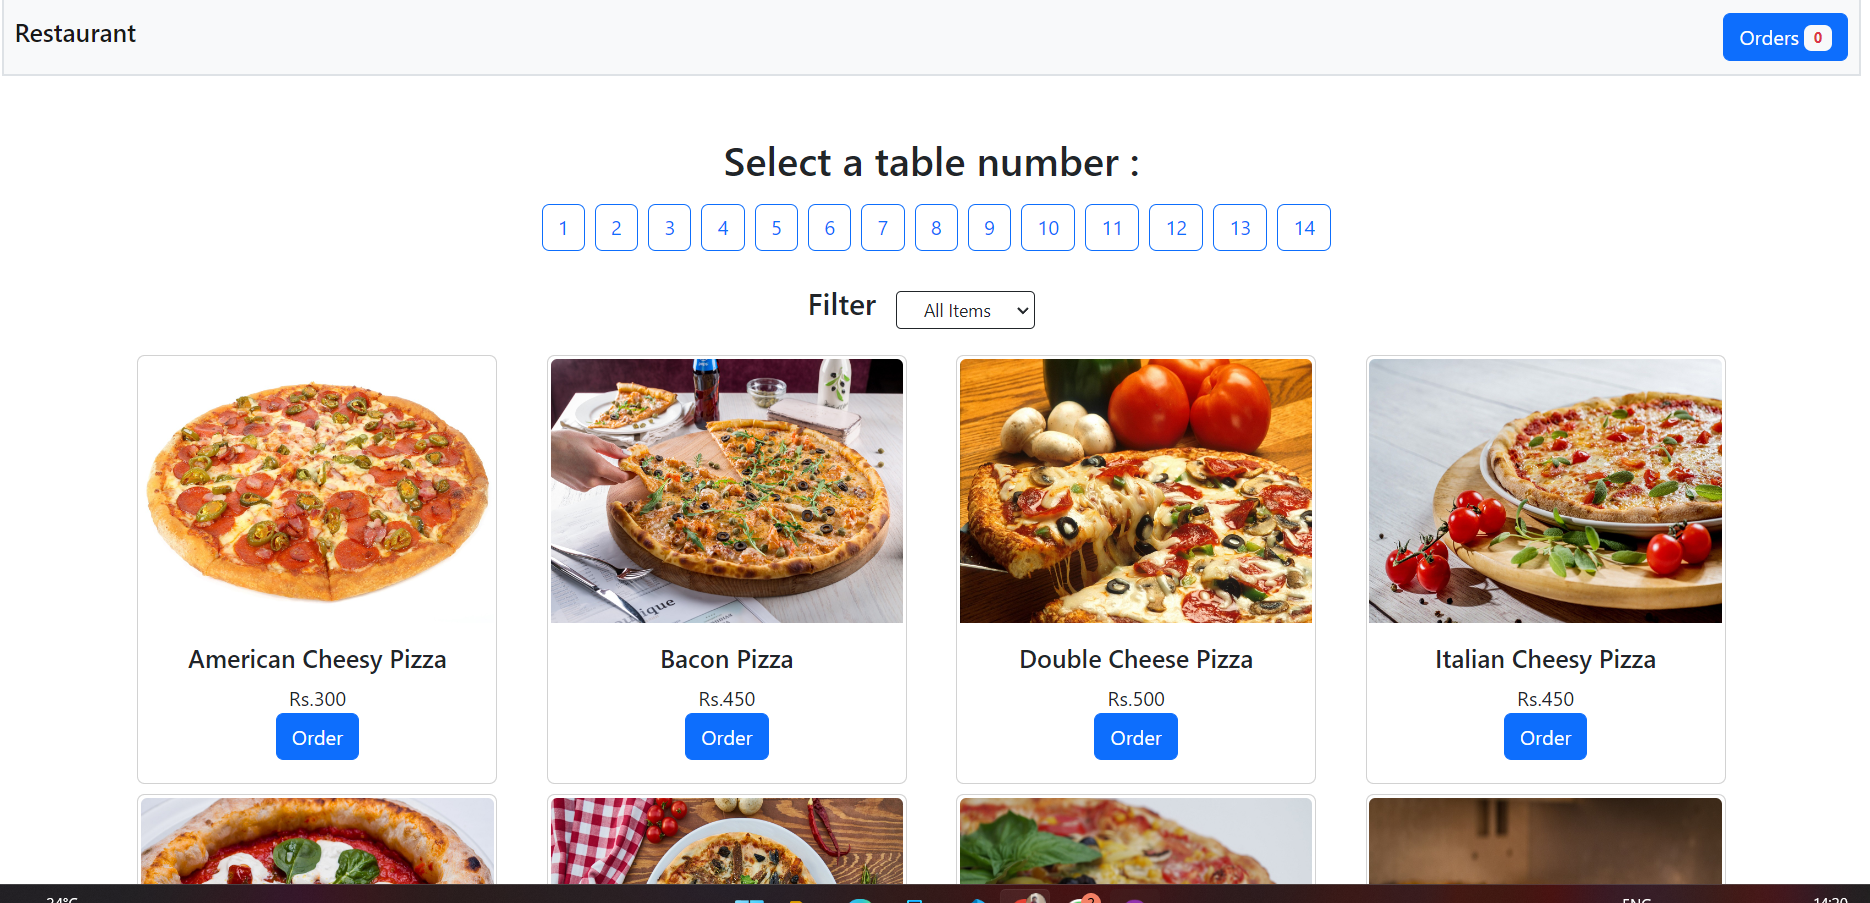 Restaurant
Orders 0
Select a table number :
1 2 3 4 5 6 7 8 9 10 11 12 13 14
Filter All Items
American Cheesy Pizza
Rs.300
Order
Bacon Pizza
Rs.450
Order
Double Cheese Pizza
Rs.500
Order
Italian Cheesy Pizza
Rs.450
Order